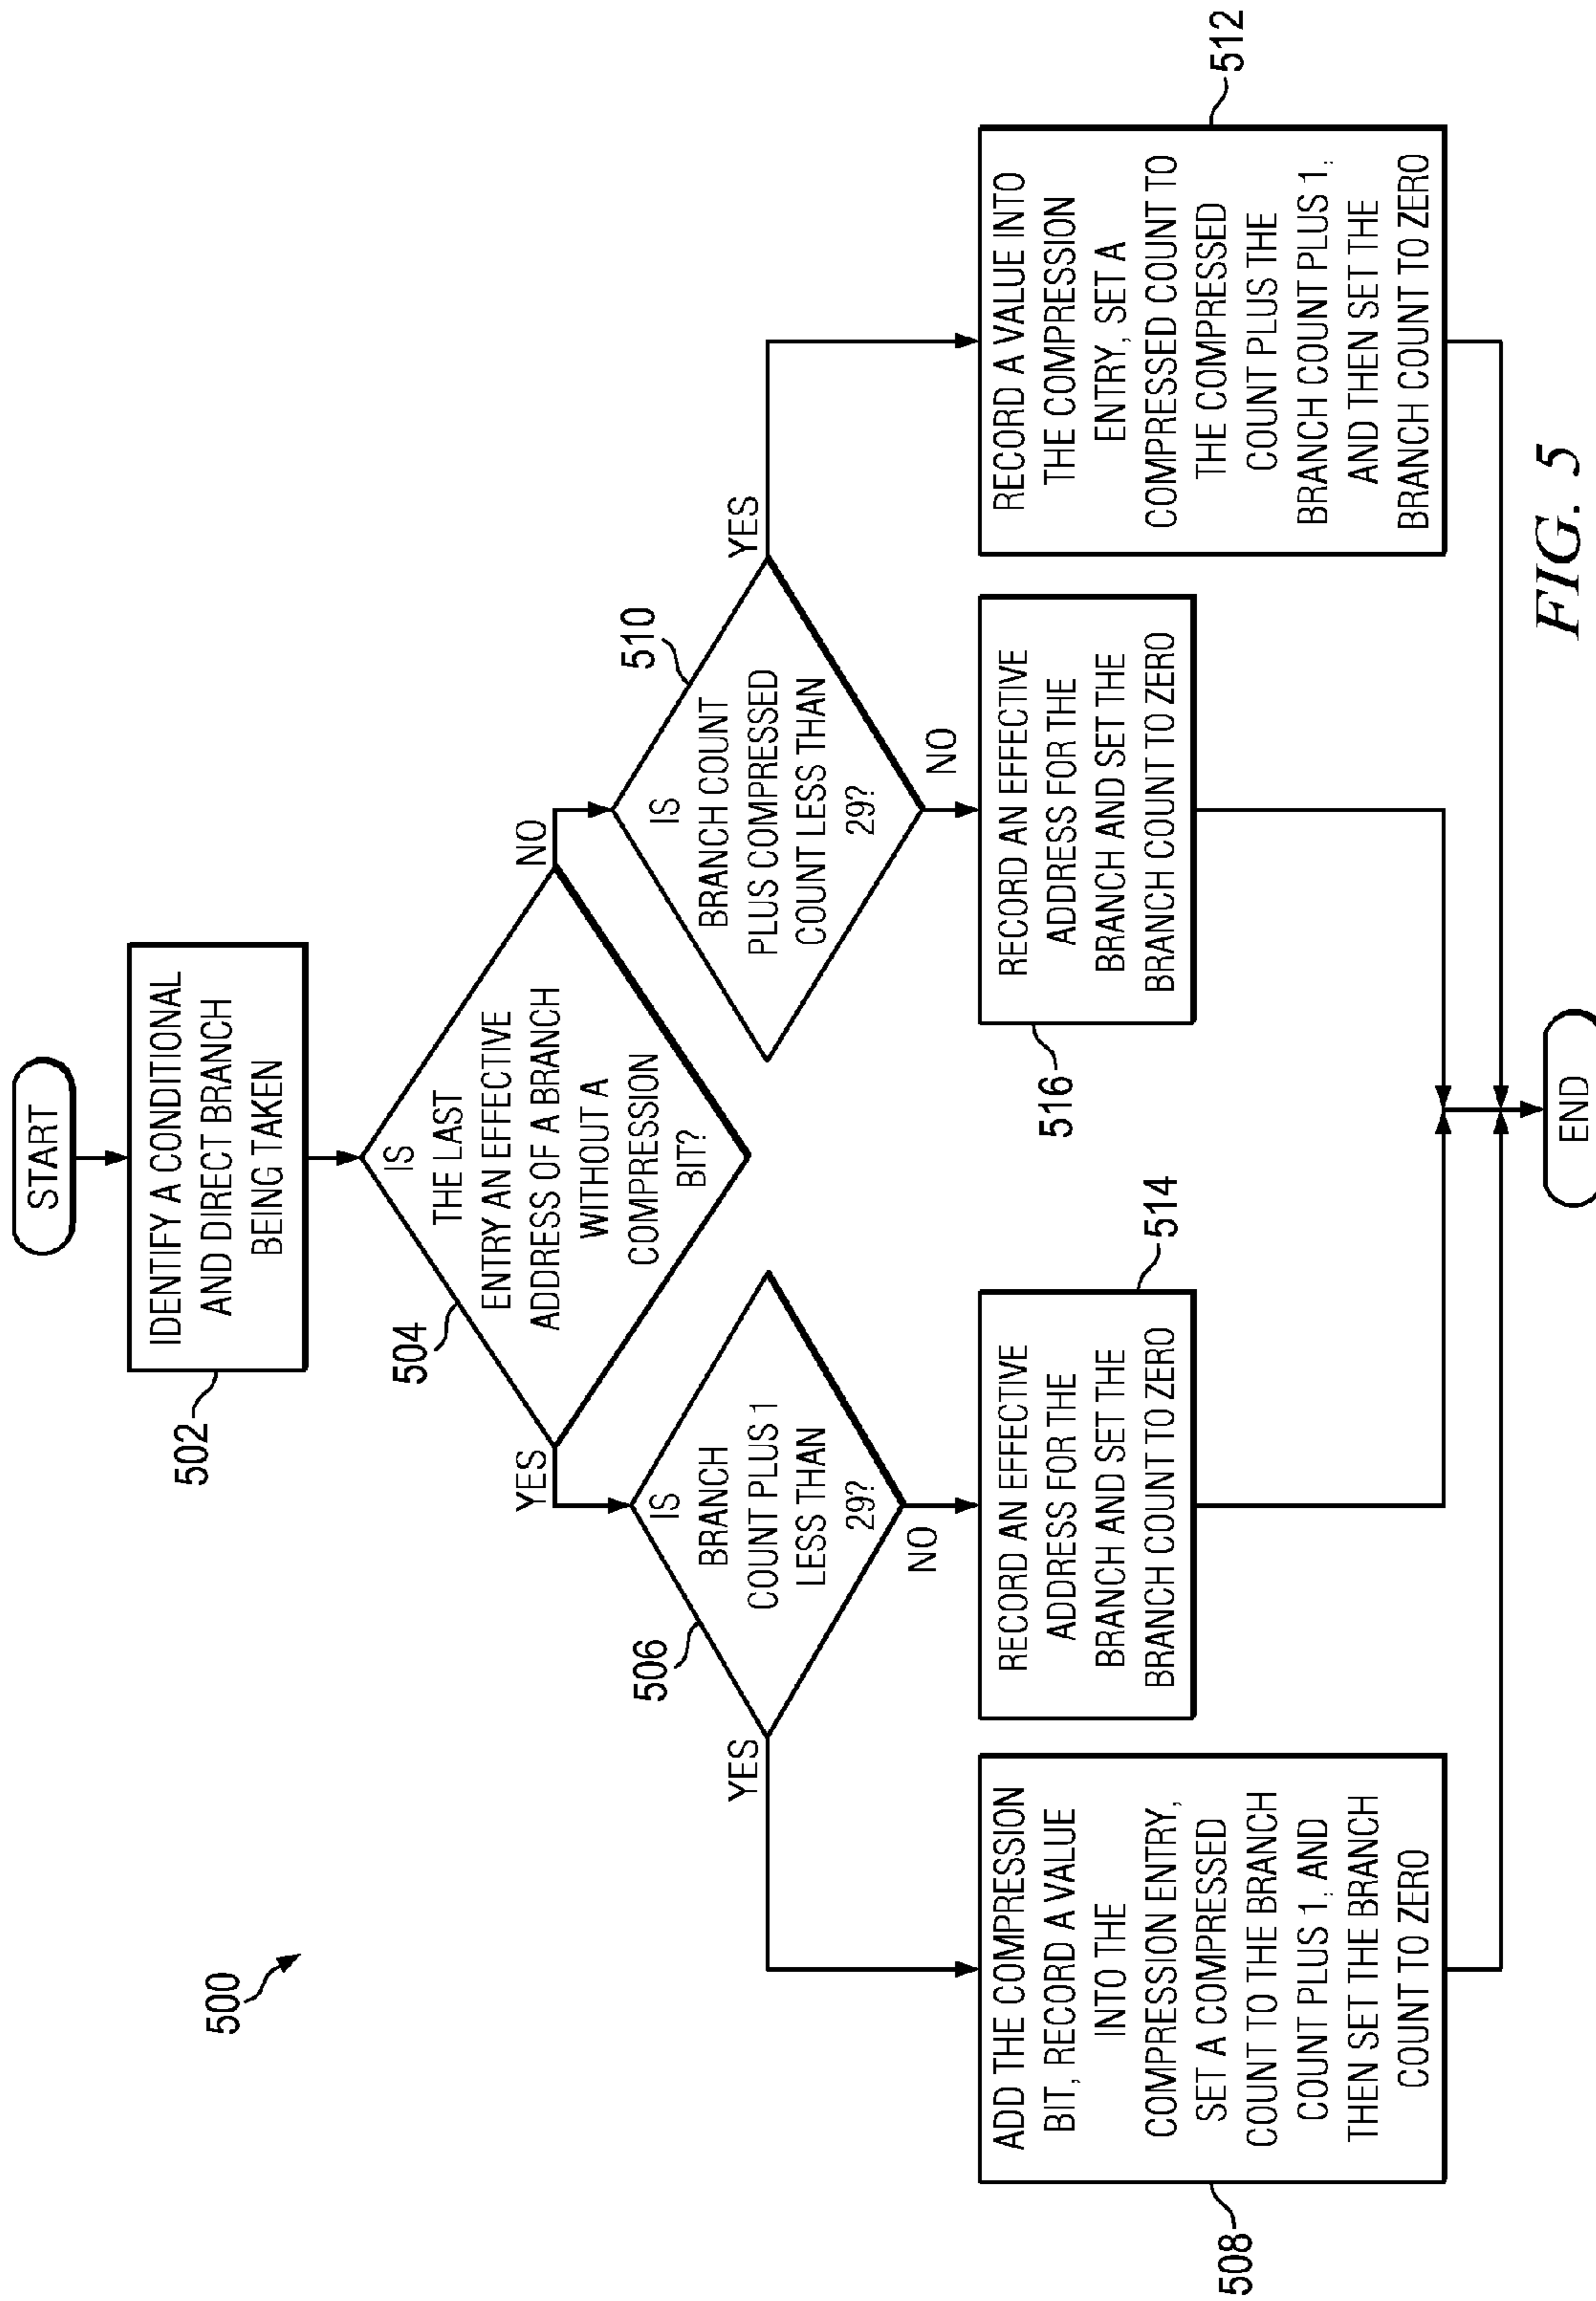 500
START
IDENTIFY A CONDITIONAL
AND DIRECT BRANCH
BEING TAKEN
502
504
IS
THE LAST
ENTRY AN EFFECTIVE
ADDRESS OF A BRANCH
WITHOUT A
COMPRESSION
BIT?
YES
NO
506
IS
BRANCH
COUNT PLUS 1
LESS THAN
29?
YES
NO
510
IS
BRANCH COUNT
PLUS COMPRESSED
COUNT LESS THAN
29?
YES
NO
508
ADD THE COMPRESSION
BIT, RECORD A VALUE
INTO THE
COMPRESSION ENTRY,
SET A COMPRESSED
COUNT TO THE BRANCH
COUNT PLUS 1, AND
THEN SET THE BRANCH
COUNT TO ZERO
514
RECORD AN EFFECTIVE
ADDRESS FOR THE
BRANCH AND SET THE
BRANCH COUNT TO ZERO
516
RECORD AN EFFECTIVE
ADDRESS FOR THE
BRANCH AND SET THE
BRANCH COUNT TO ZERO
512
RECORD A VALUE INTO
THE COMPRESSION
ENTRY, SET A
COMPRESSED COUNT TO
THE COMPRESSED
COUNT PLUS THE
BRANCH COUNT PLUS 1,
AND THEN SET THE
BRANCH COUNT TO ZERO
END
FIG. 5